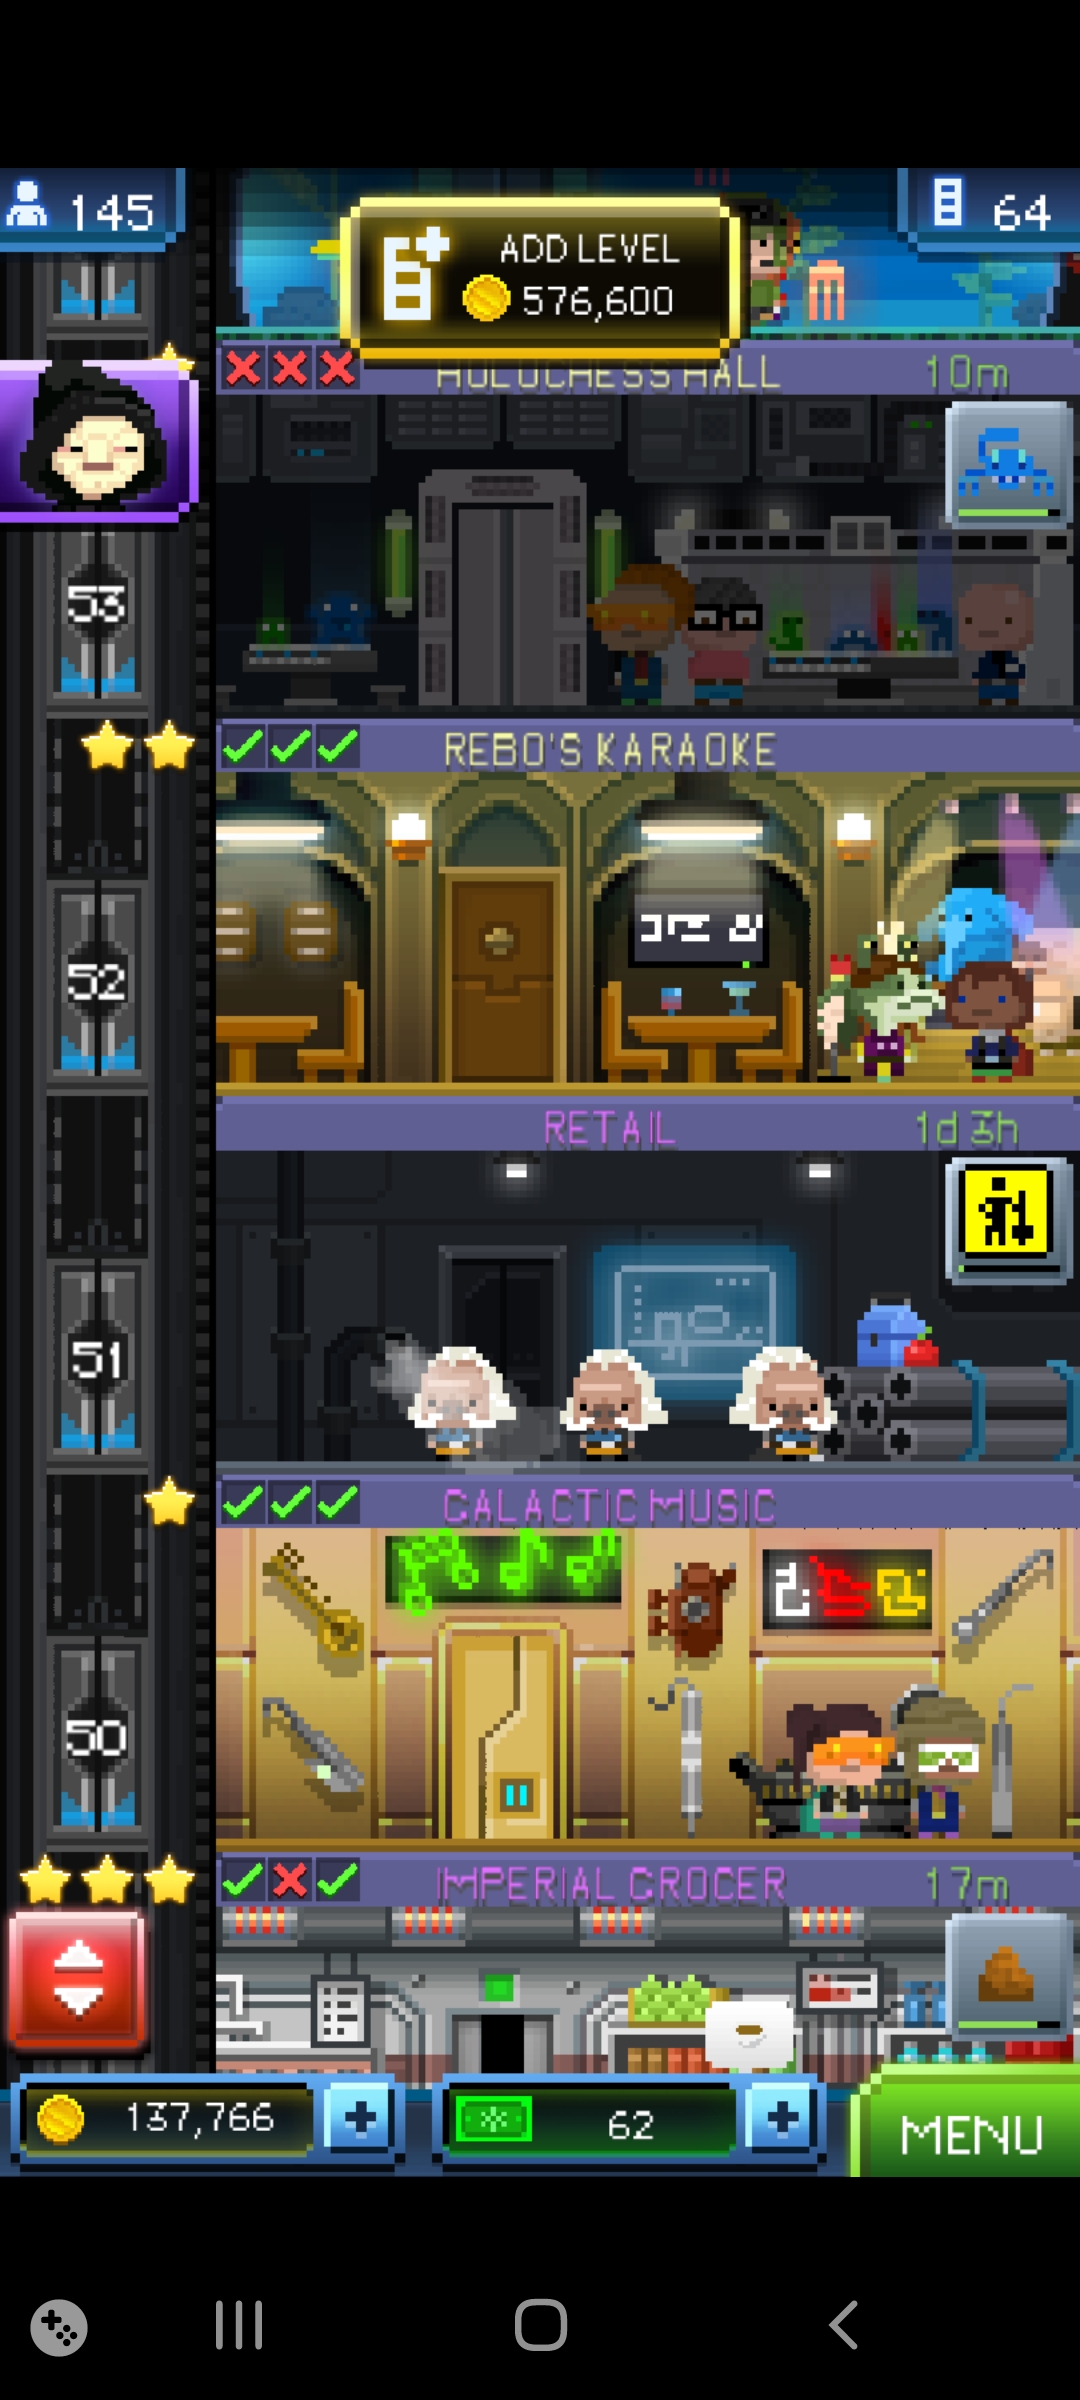 145
64
ADD LEVEL
576,600
HOLOCHESS HALL
10m
53
REBO'S KARAOKE
52
RETAIL
1d 3h
51
GALACTIC MUSIC
50
IMPERIAL GROCER
17m
137,766
62
MENU